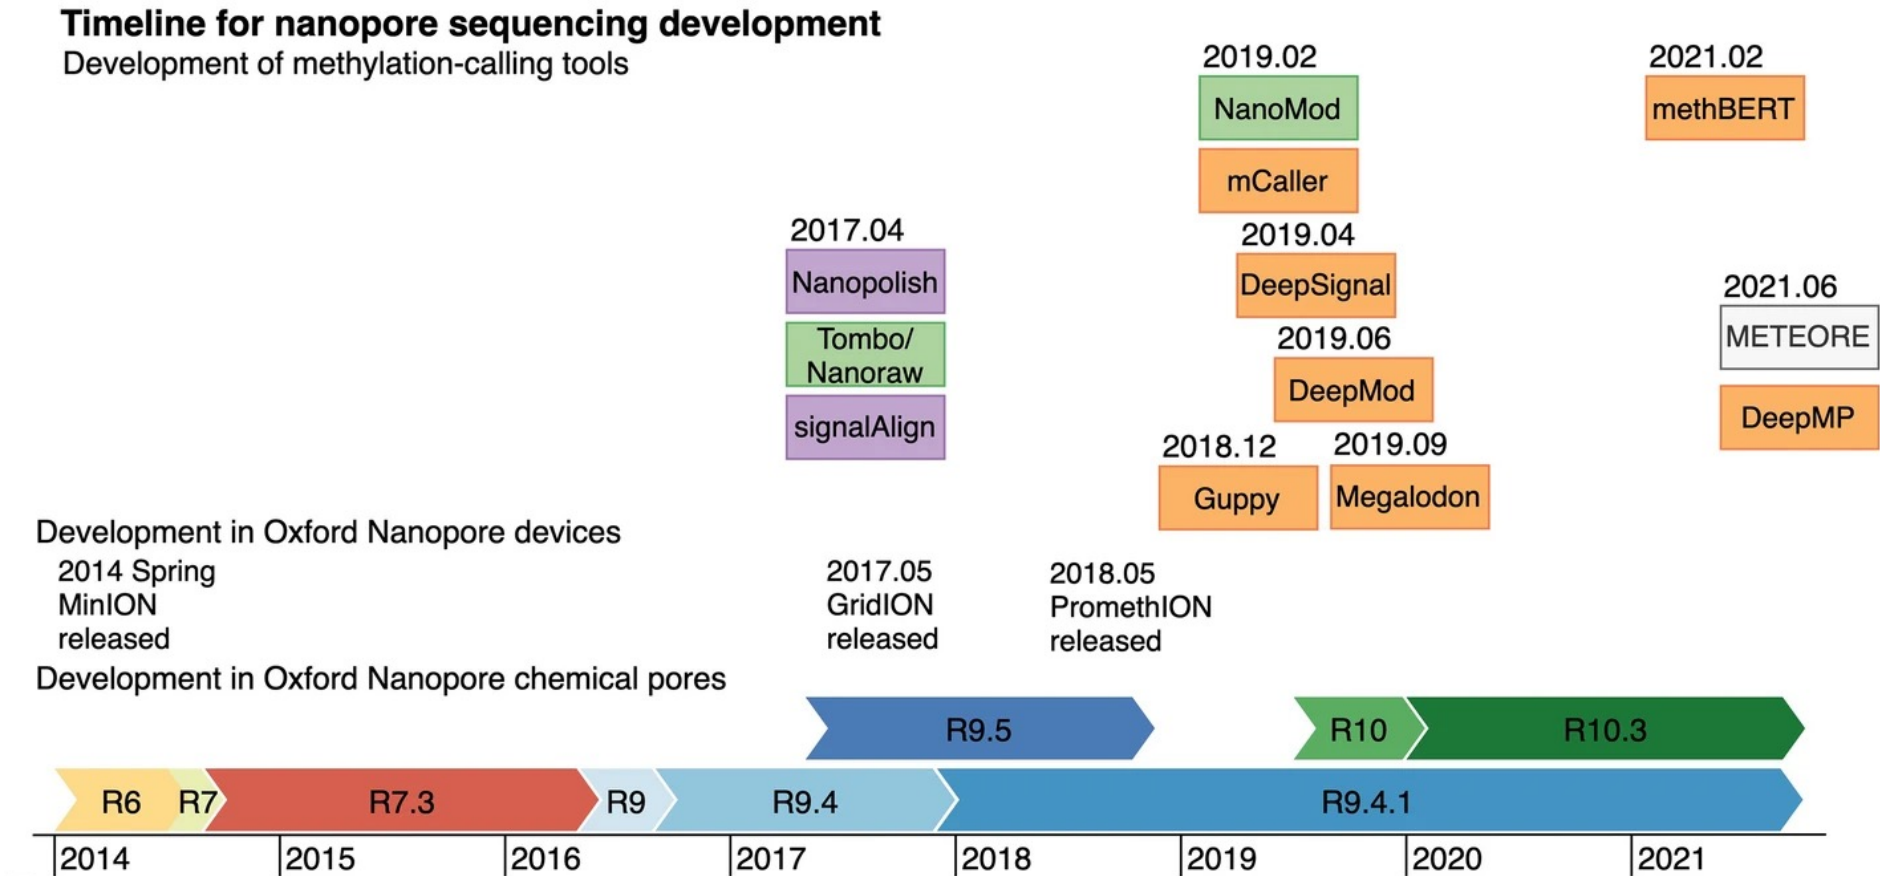 Timeline for nanopore sequencing development
Development of methylation-calling tools
2019.02
NanoMod
mCaller
2021.02
methBERT
2017.04
Nanopolish
Tombo/
Nanoraw
signalAlign
2019.04
DeepSignal
2019.06
DeepMod
2018.12
Guppy
2019.09
Megalodon
2021.06
METEORE
DeepMP
Development in Oxford Nanopore devices
2014 Spring
MinION
released
2017.05
GridION
released
2018.05
PromethION
released
Development in Oxford Nanopore chemical pores
R9.5
R10
R10.3
R6
R7
R7.3
R9
R9.4
R9.4.1
2014
2015
2016
2017
2018
2019
2020
2021